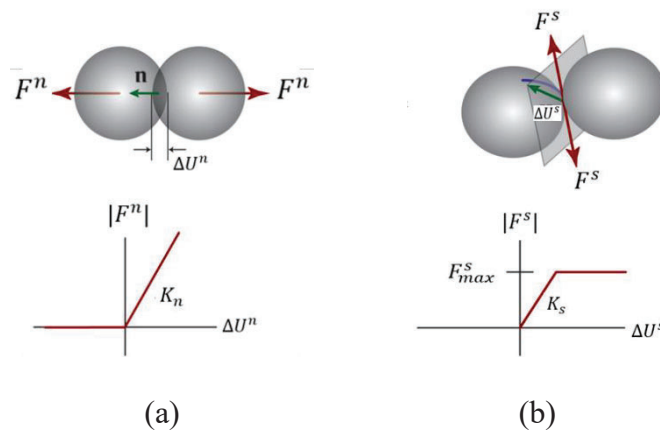 F^s
n
F̄^n F̄^n
ΔU^s
ΔU^n
F^s
|F^n| |F^s|
F^s_max
K_n K_s
ΔU^n ΔU^s
(a) (b)